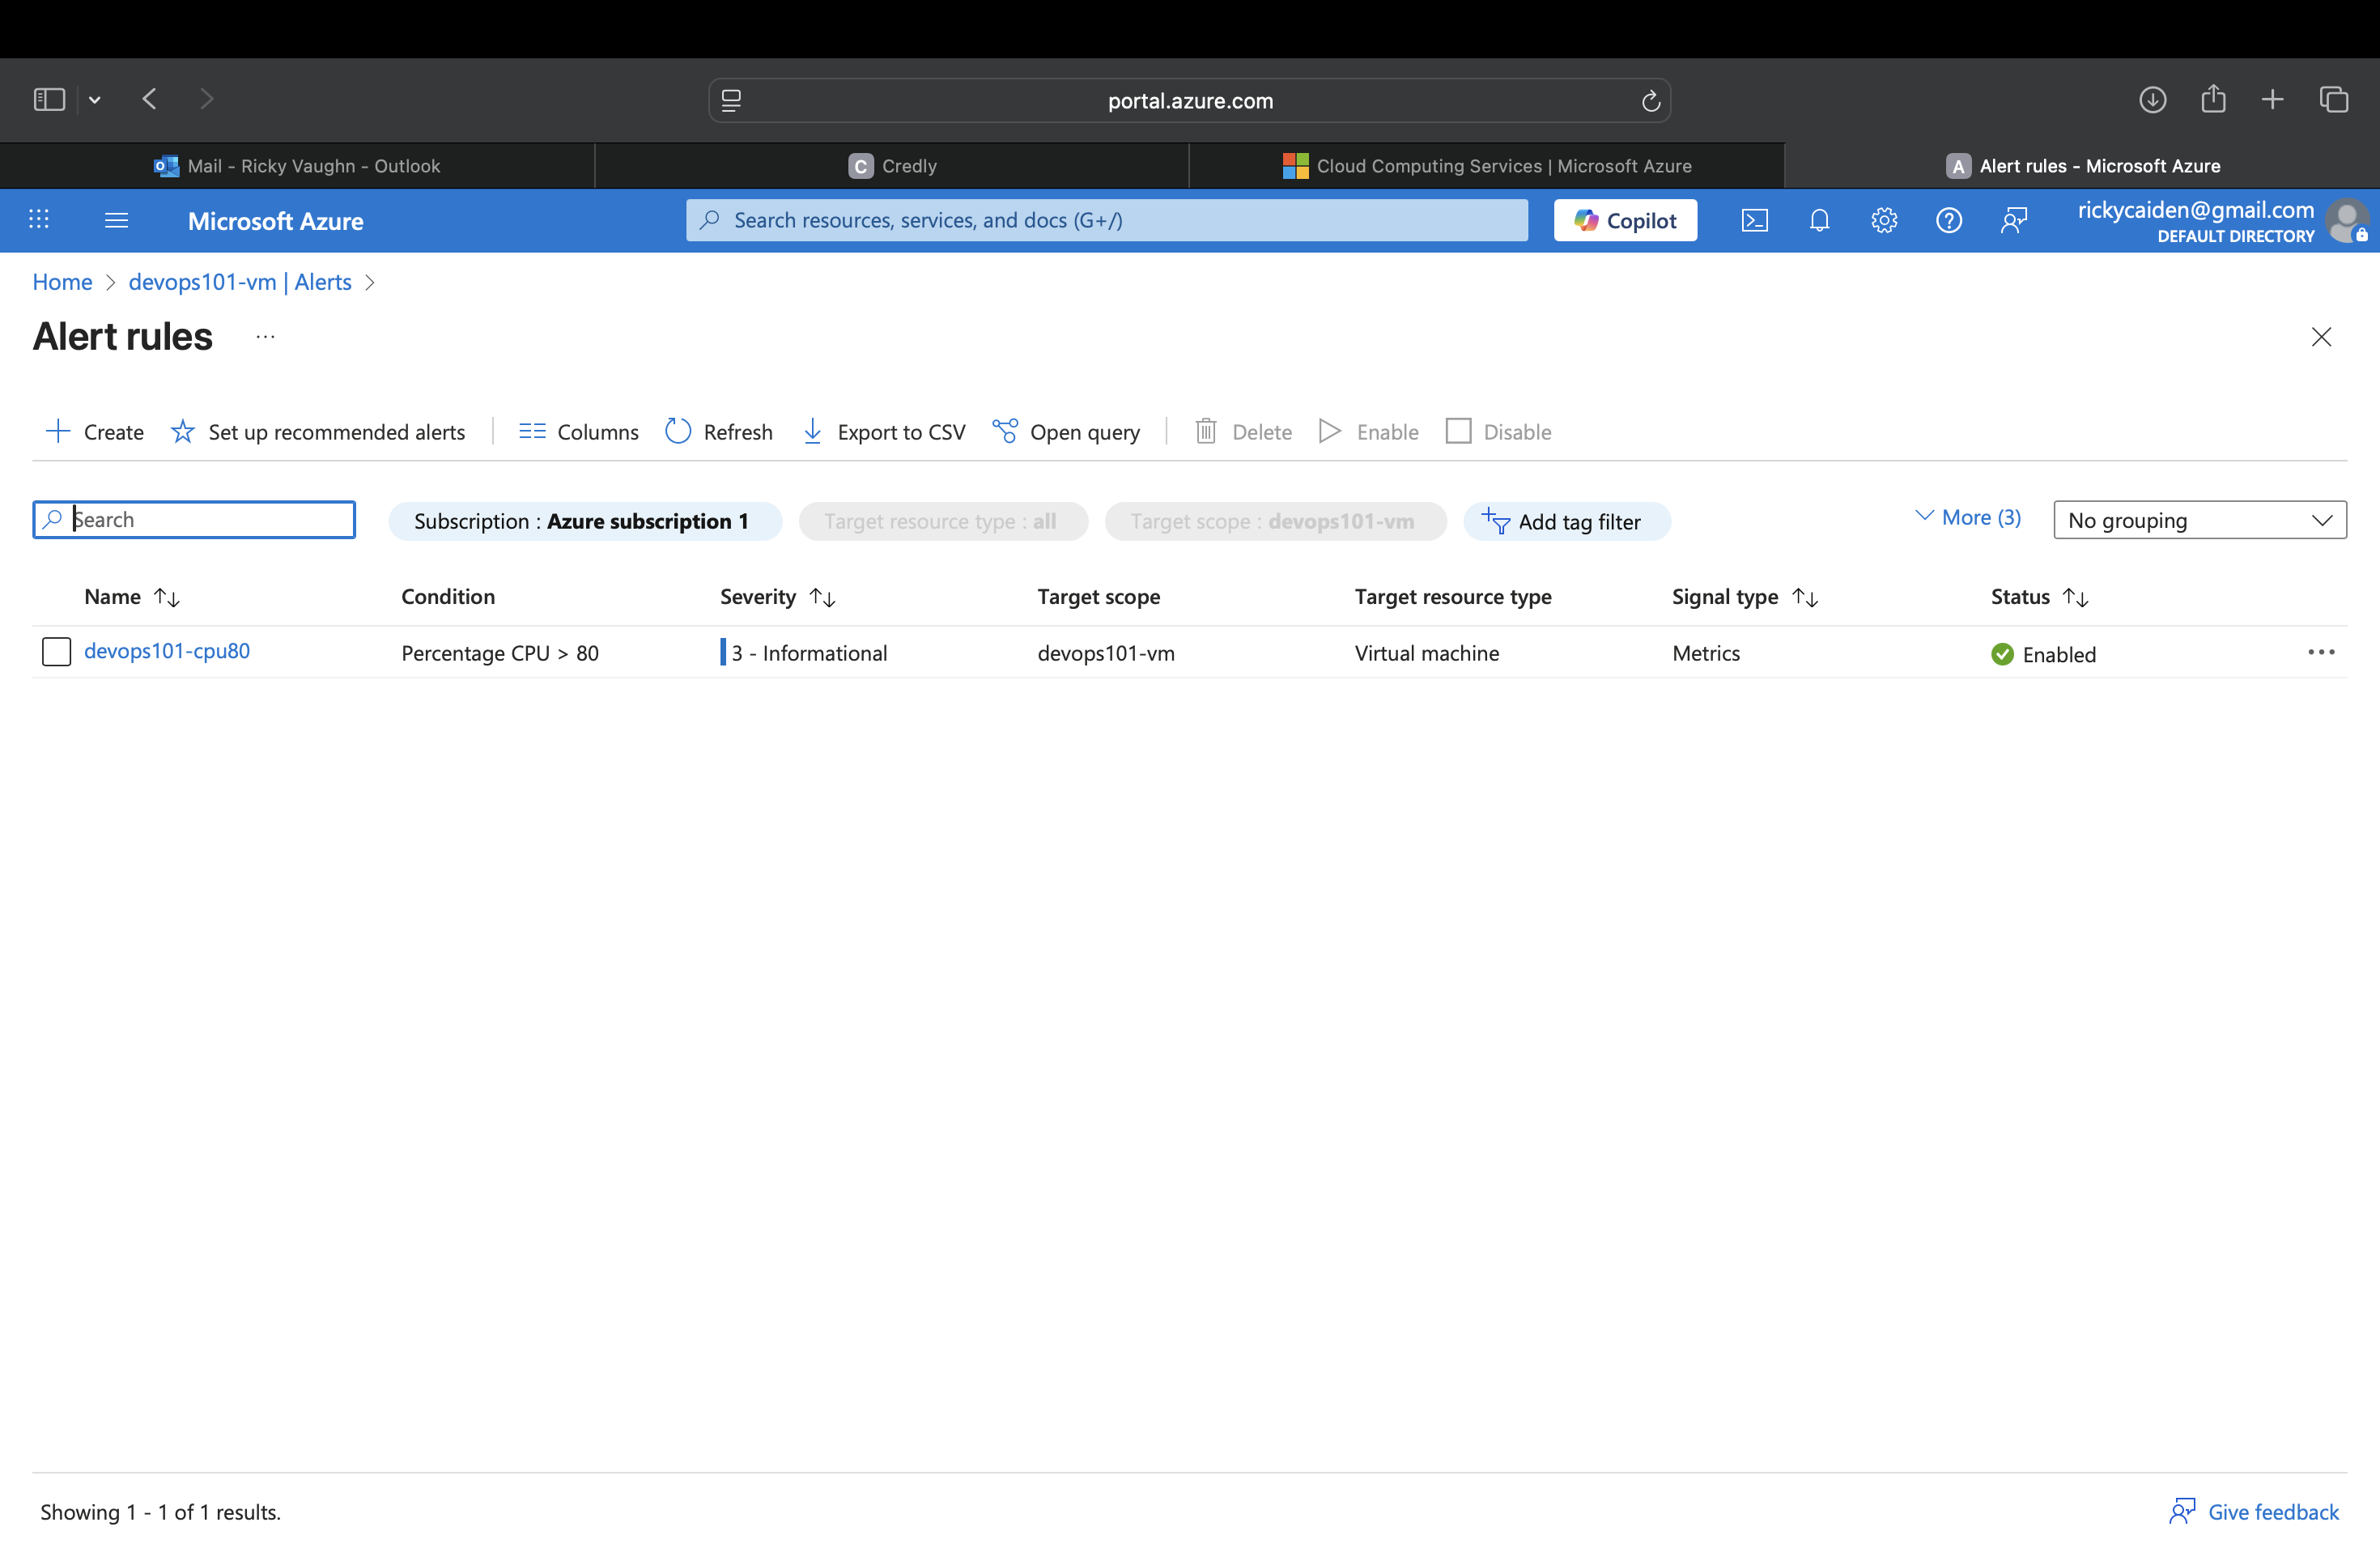 portal.azure.com
Mail - Ricky Vaughn - Outlook
C Credly
Cloud Computing Services | Microsoft Azure
A Alert rules - Microsoft Azure
Microsoft Azure
Search resources, services, and docs (G+/)
Copilot
rickycaiden@gmail.com
DEFAULT DIRECTORY
Home > devops101-vm | Alerts >
Alert rules ...
Create
Set up recommended alerts
Columns
Refresh
Export to CSV
Open query
Delete
Enable
Disable
Search
Subscription : Azure subscription 1
Target resource type : all
Target scope : devops101-vm
Add tag filter
More (3)
No grouping
Name Condition Severity Target scope Target resource type Signal type Status
devops101-cpu80 Percentage CPU > 80 3 - Informational devops101-vm Virtual machine Metrics Enabled
Showing 1 - 1 of 1 results.
Give feedback